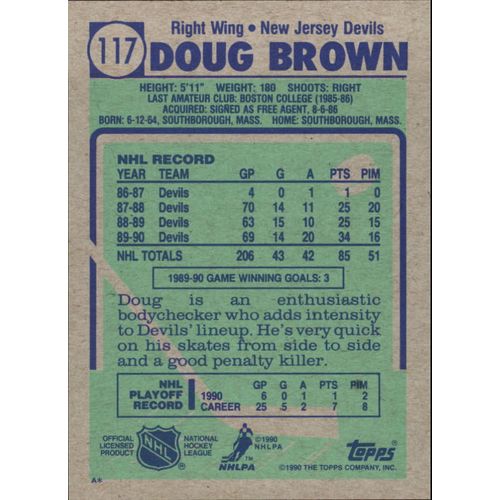 117
Right Wing • New Jersey Devils
DOUG BROWN
HEIGHT: 5'11" WEIGHT: 180 SHOOTS: RIGHT
LAST AMATEUR CLUB: BOSTON COLLEGE (1985-86)
ACQUIRED: SIGNED AS FREE AGENT, 8-6-86
BORN: 6-12-64, SOUTHBOROUGH, MASS. HOME: SOUTHBOROUGH, MASS.
NHL RECORD
YEAR TEAM GP G A PTS PIM
86-87 Devils 4 0 1 1 0
87-88 Devils 70 14 11 25 20
88-89 Devils 63 15 10 25 15
89-90 Devils 69 14 20 34 16
NHL TOTALS 206 43 42 85 51
1989-90 GAME WINNING GOALS: 3
Doug is an enthusiastic
bodychecker who adds intensity
to Devils' lineup. He's very quick
on his skates from side to side
and a good penalty killer.
NHL PLAYOFF RECORD
GP G A PTS PIM
1990 6 0 1 1 2
CAREER 25 5 2 7 8
OFFICIAL LICENSED PRODUCT
NHL
NATIONAL HOCKEY LEAGUE
©1990 NHLPA
NHLPA
TOPPS
©1990 THE TOPPS COMPANY, INC.
A*